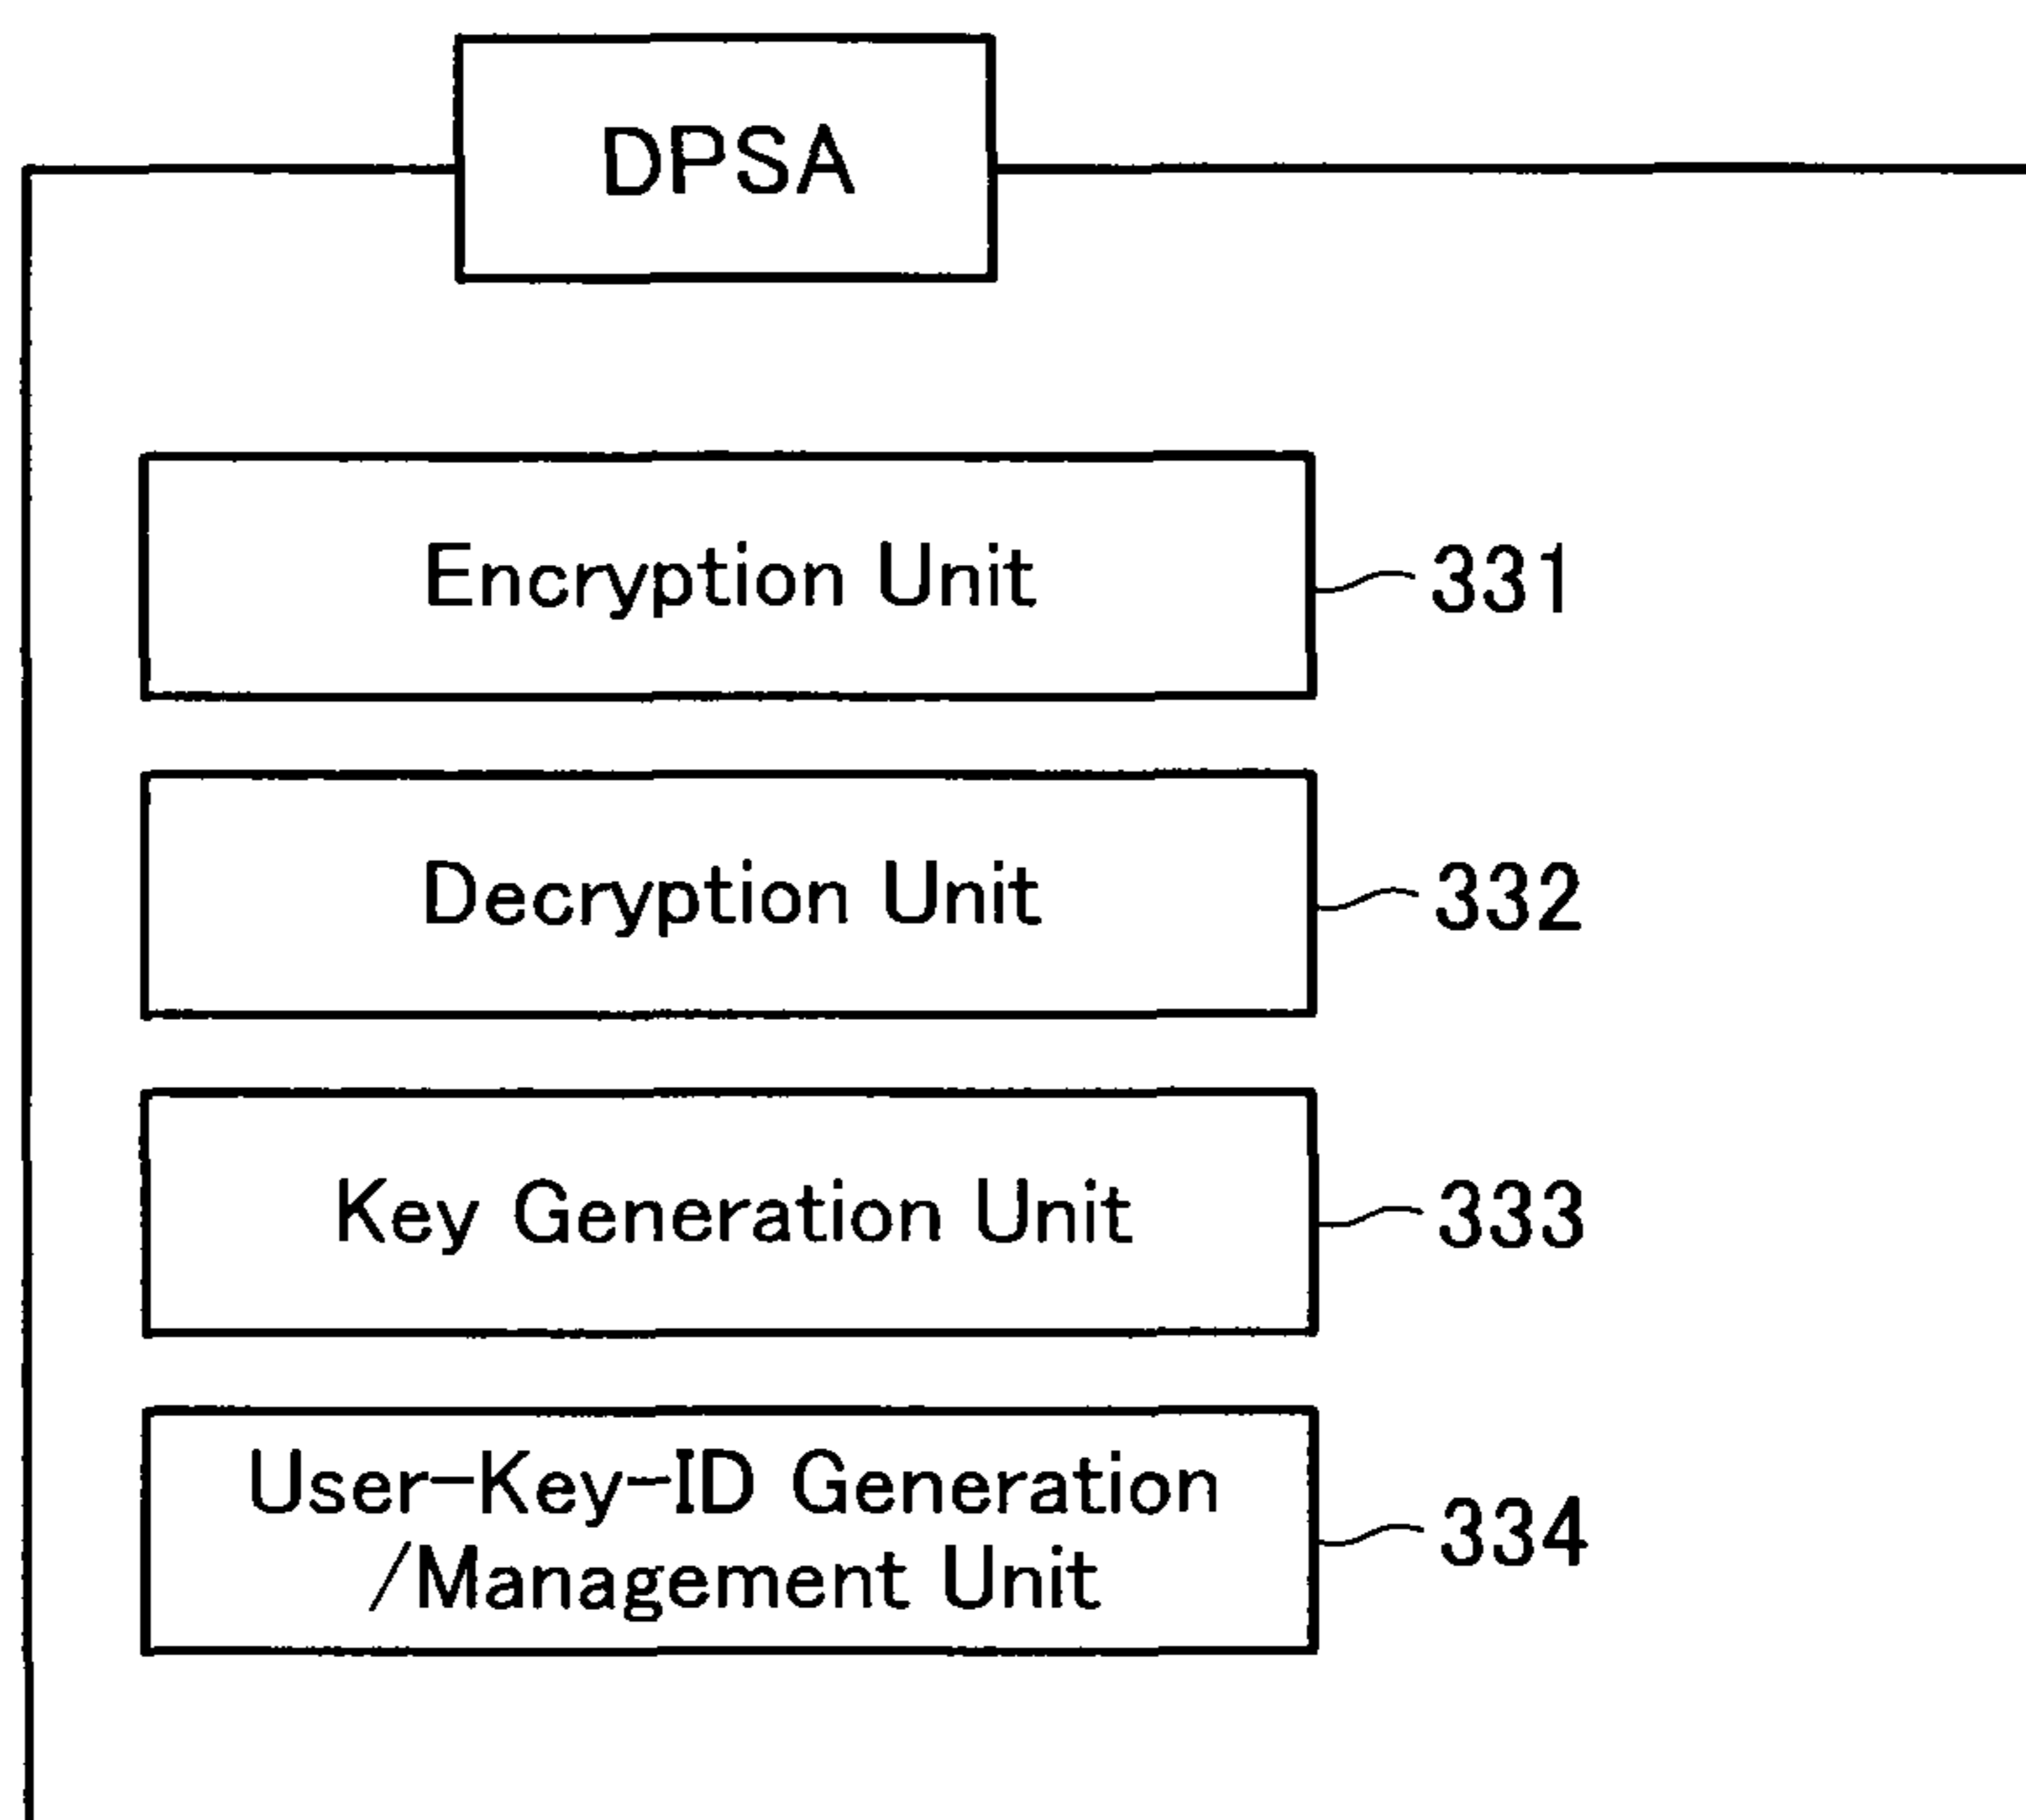 DPSA
Encryption Unit
331
Decryption Unit
332
Key Generation Unit
333
User-Key-ID Generation
/Management Unit
334